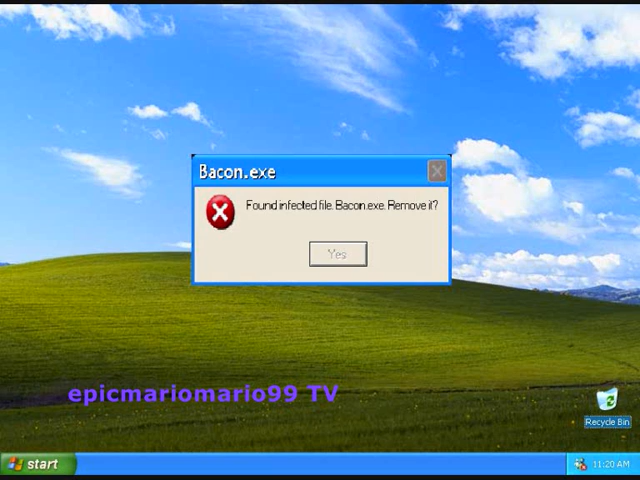 Bacon.exe
Found infected file. Bacon.exe. Remove it?
Yes
epicmariomario99 TV
Recycle Bin
start
11:20 AM